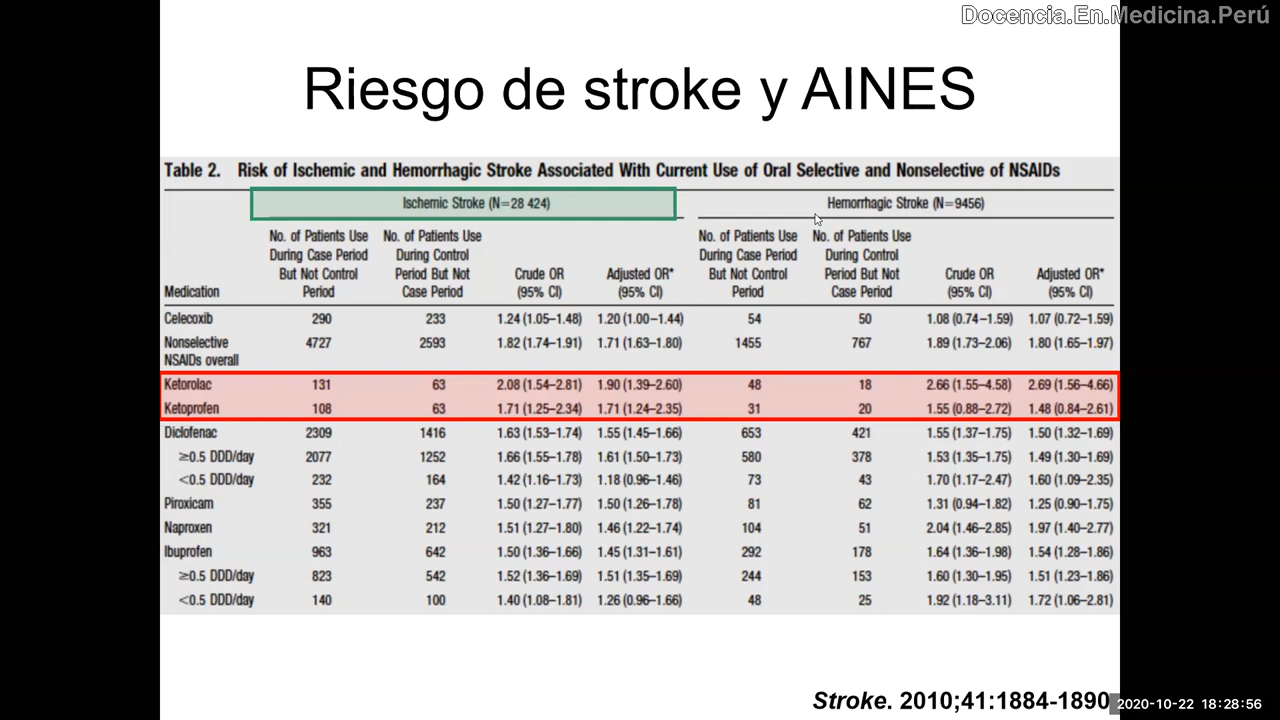 Docencia.En.Medicina.Perú
Riesgo de stroke y AINES
Table 2. Risk of Ischemic and Hemorrhagic Stroke Associated With Current Use of Oral Selective and Nonselective of NSAIDs
Ischemic Stroke (N=28 424) Hemorrhagic Stroke (N=9456)
No. of Patients Use No. of Patients Use No. of Patients Use No. of Patients Use
During Case Period During Control During Case Period During Control
But Not Control Period But Not Crude OR Adjusted OR* But Not Control Period But Not Crude OR Adjusted OR*
Medication Period Case Period (95% CI) (95% CI) Period Case Period (95% CI) (95% CI)
Celecoxib 290 233 1.24 (1.05–1.48) 1.20 (1.00–1.44) 54 50 1.08 (0.74–1.59) 1.07 (0.72–1.59)
Nonselective 4727 2593 1.82 (1.74–1.91) 1.71 (1.63–1.80) 1455 767 1.89 (1.73–2.06) 1.80 (1.65–1.97)
NSAIDs overall
Ketorolac 131 63 2.08 (1.54–2.81) 1.90 (1.39–2.60) 48 18 2.66 (1.55–4.58) 2.69 (1.56–4.66)
Ketoprofen 108 63 1.71 (1.25–2.34) 1.71 (1.24–2.35) 31 20 1.55 (0.88–2.72) 1.48 (0.84–2.61)
Diclofenac 2309 1416 1.63 (1.53–1.74) 1.55 (1.45–1.66) 653 421 1.55 (1.37–1.75) 1.50 (1.32–1.69)
≥0.5 DDD/day 2077 1252 1.66 (1.55–1.78) 1.61 (1.50–1.73) 580 378 1.53 (1.35–1.75) 1.49 (1.30–1.69)
<0.5 DDD/day 232 164 1.42 (1.16–1.73) 1.18 (0.96–1.46) 73 43 1.70 (1.17–2.47) 1.60 (1.09–2.35)
Piroxicam 355 237 1.50 (1.27–1.77) 1.50 (1.26–1.78) 81 62 1.31 (0.94–1.82) 1.25 (0.90–1.75)
Naproxen 321 212 1.51 (1.27–1.80) 1.46 (1.22–1.74) 104 51 2.04 (1.46–2.85) 1.97 (1.40–2.77)
Ibuprofen 963 642 1.50 (1.36–1.66) 1.45 (1.31–1.61) 292 178 1.64 (1.36–1.98) 1.54 (1.28–1.86)
≥0.5 DDD/day 823 542 1.52 (1.36–1.69) 1.51 (1.35–1.69) 244 153 1.60 (1.30–1.95) 1.51 (1.23–1.86)
<0.5 DDD/day 140 100 1.40 (1.08–1.81) 1.26 (0.96–1.66) 48 25 1.92 (1.18–3.11) 1.72 (1.06–2.81)
Stroke. 2010;41:1884-1890
2020-10-22 18:28:56